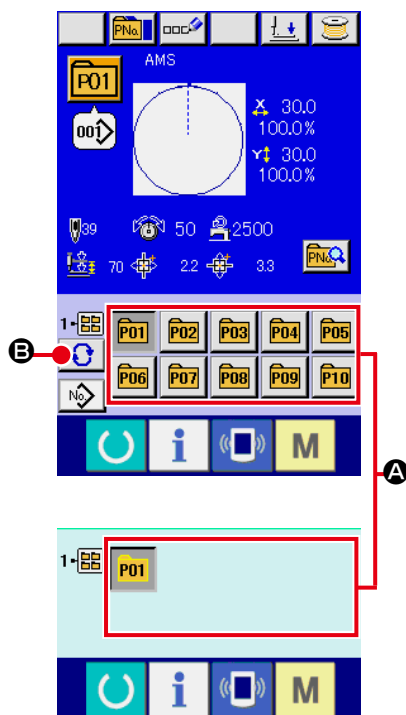 PNo.
AMS
P01
001
X 30.0
100.0%
Y 30.0
100.0%
39 50 2500
70 2.2 3.3
PNo.
1-
P01 P02 P03 P04 P05
B
P06 P07 P08 P09 P10
No.
i M
A
1-
P01
i M